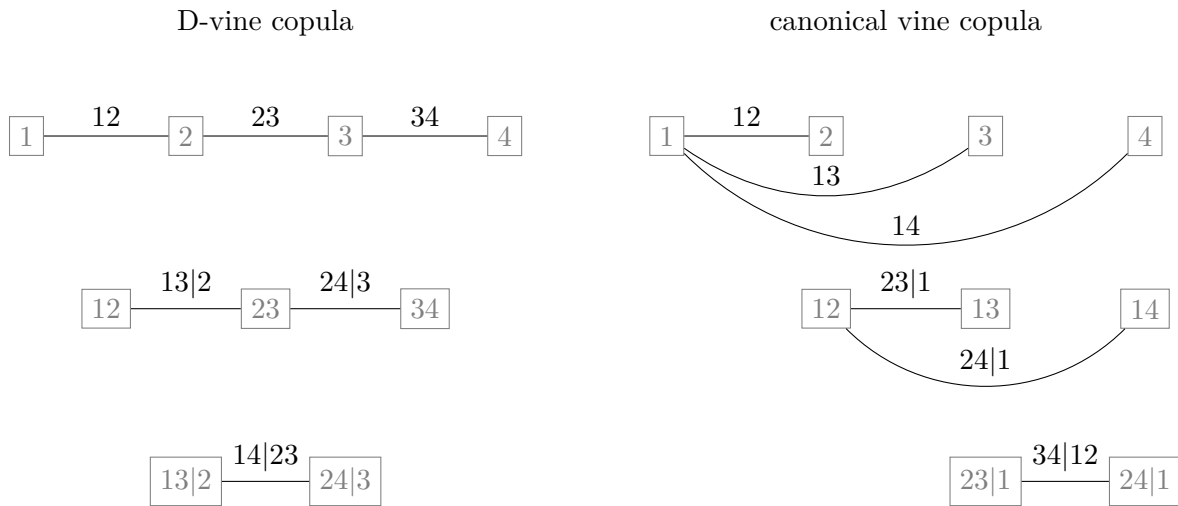 D-vine copula
canonical vine copula
12 23 34
1 2 3 4
12
1 2 3 4
13
14
13|2 24|3
12 23 34
23|1
12 13 14
24|1
14|23
13|2 24|3
34|12
23|1 24|1